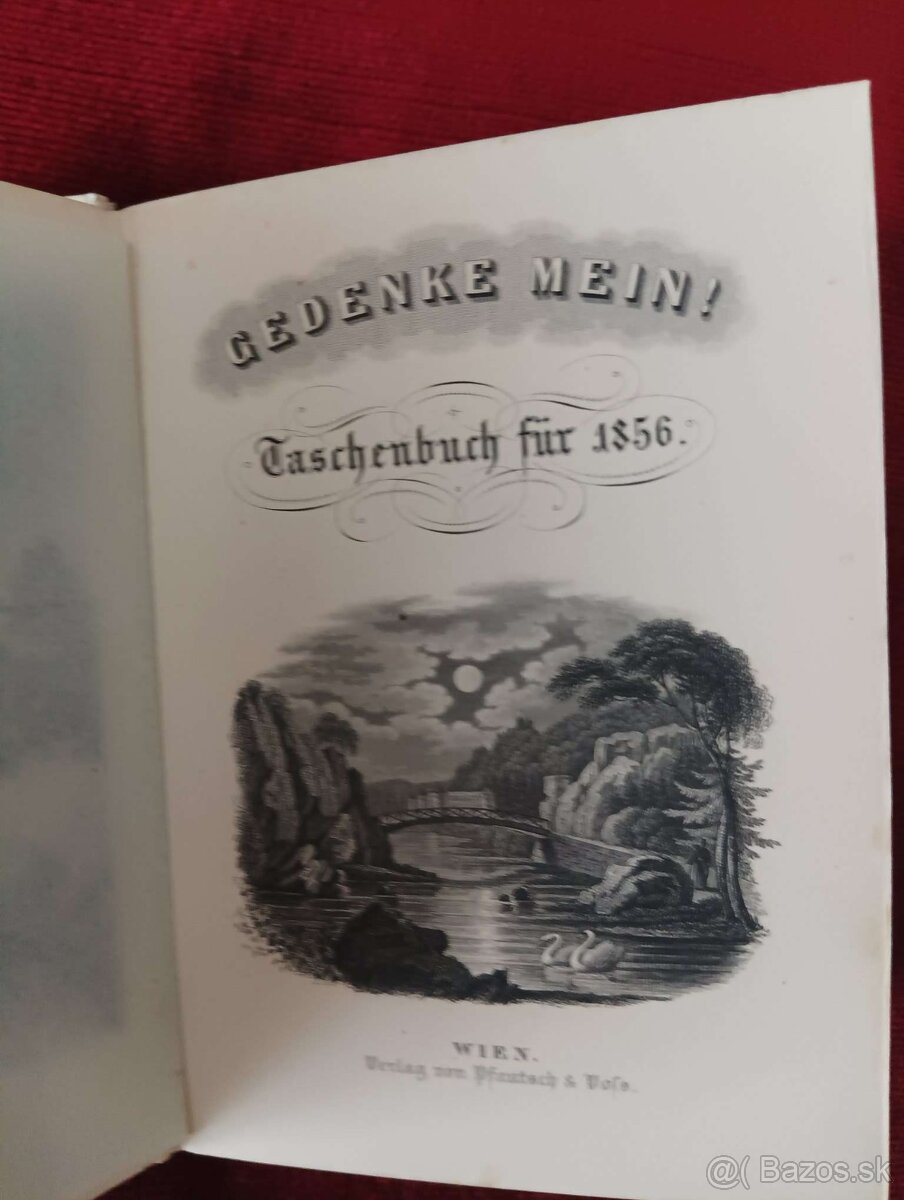 GEDENKE MEIN!
Taschenbuch für 1856.
WIEN.
Verlag von Pfautsch & Voss.
@( Bazos.sk